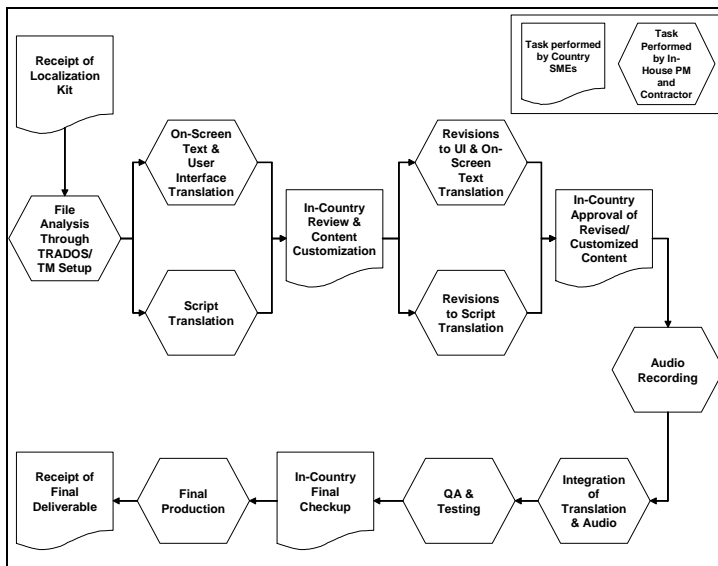 Receipt of
Localization
Kit
Task performed
by Country
SMEs
Task
Performed
by In-
House PM
and
Contractor
On-Screen
Text &
User
Interface
Translation
Revisions
to UI & On-
Screen
Text
Translation
File
Analysis
Through
TRADOS/
TM Setup
In-Country
Review &
Content
Customization
In-Country
Approval of
Revised/
Customized
Content
Script
Translation
Revisions
to Script
Translation
Audio
Recording
Receipt of
Final
Deliverable
Final
Production
In-Country
Final
Checkup
QA &
Testing
Integration
of
Translation
& Audio